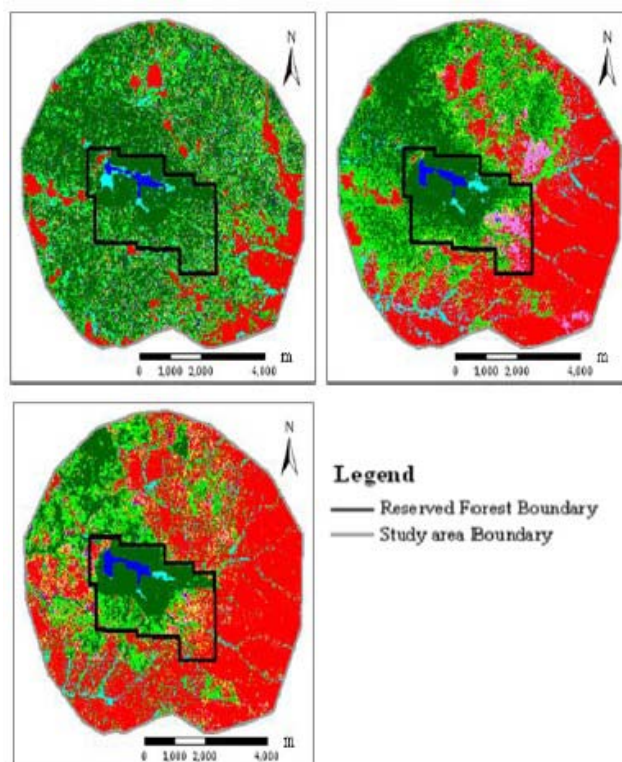 N
m
0 1,000 2,000 4,000
N
m
0 1,000 2,000 4,000
N
m
0 1,000 2,000 4,000
Legend
Reserved Forest Boundary
Study area Boundary